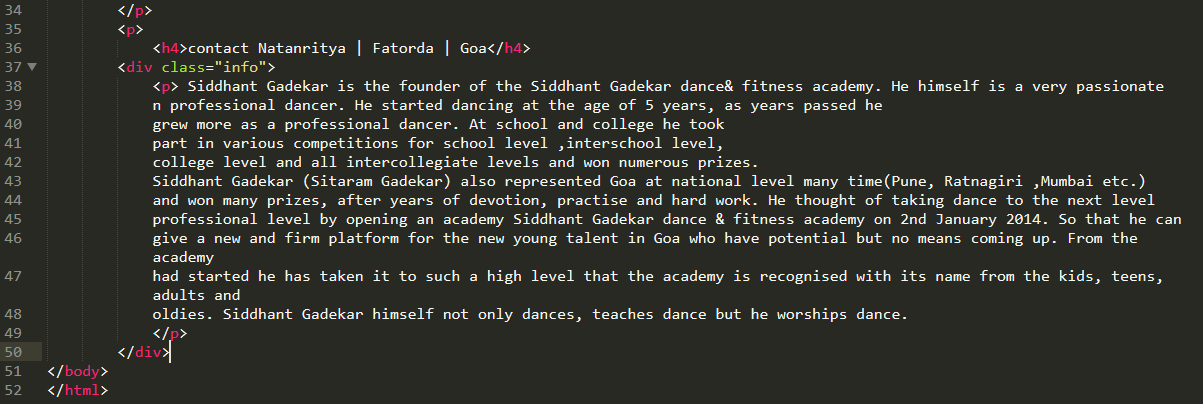 34 </p>
35 <p>
36 <h4>contact Natanritya | Fatorda | Goa</h4>
37 <div class="info">
38 <p> Siddhant Gadekar is the founder of the Siddhant Gadekar dance& fitness academy. He himself is a very passionate
39 n professional dancer. He started dancing at the age of 5 years, as years passed he
40 grew more as a professional dancer. At school and college he took
41 part in various competitions for school level ,interschool level,
42 college level and all intercollegiate levels and won numerous prizes.
43 Siddhant Gadekar (Sitaram Gadekar) also represented Goa at national level many time(Pune, Ratnagiri ,Mumbai etc.)
44 and won many prizes, after years of devotion, practise and hard work. He thought of taking dance to the next level
45 professional level by opening an academy Siddhant Gadekar dance & fitness academy on 2nd January 2014. So that he can
46 give a new and firm platform for the new young talent in Goa who have potential but no means coming up. From the
academy
47 had started he has taken it to such a high level that the academy is recognised with its name from the kids, teens,
adults and
48 oldies. Siddhant Gadekar himself not only dances, teaches dance but he worships dance.
49 </p>
50 </div>
51 </body>
52 </html>